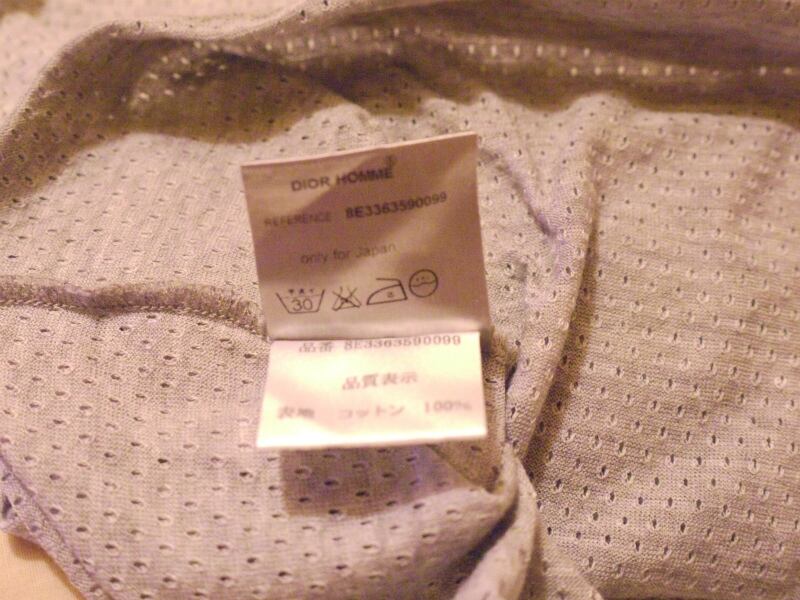 DIOR HOMME
REFERENCE 8E3363590099
only for Japan
30
品番 8E3363590099
品質表示
表地 コットン 100%